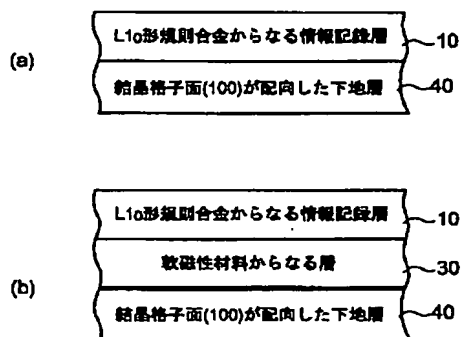 (a)
L1₀形規則合金からなる情報記録層
10
結晶格子面(100)が配向した下地層
40
(b)
L1₀形規則合金からなる情報記録層
10
軟磁性材料からなる層
30
結晶格子面(100)が配向した下地層
40